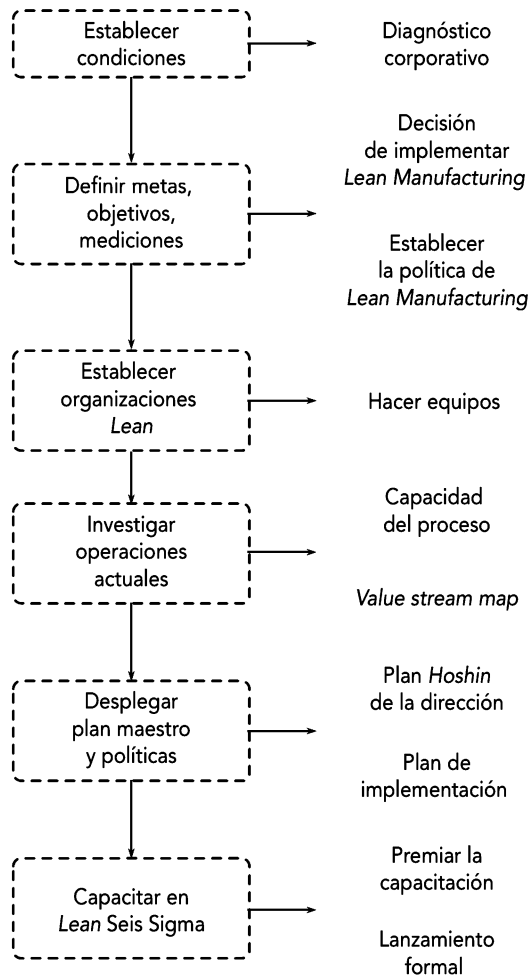 Establecer
condiciones
Diagnóstico
corporativo
Definir metas,
objetivos,
mediciones
Decisión
de implementar
Lean Manufacturing
Establecer
la política de
Lean Manufacturing
Establecer
organizaciones
Lean
Hacer equipos
Investigar
operaciones
actuales
Capacidad
del proceso
Value stream map
Desplegar
plan maestro
y políticas
Plan Hoshin
de la dirección
Plan de
implementación
Capacitar en
Lean Seis Sigma
Premiar la
capacitación
Lanzamiento
formal